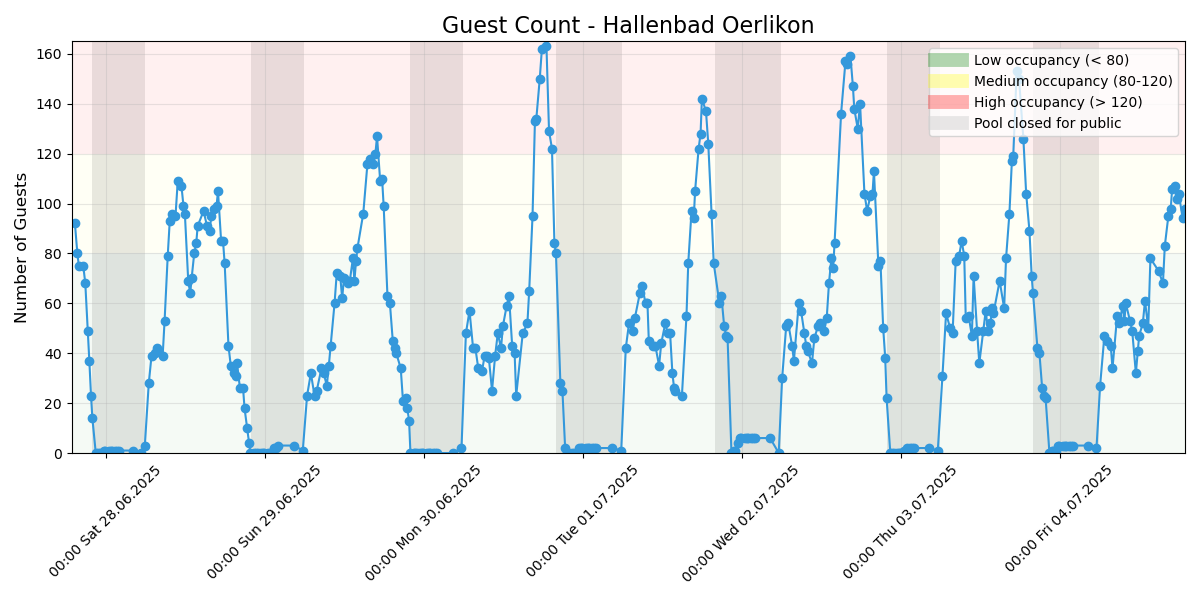 Guest Count - Hallenbad Oerlikon
Number of Guests
160
140
120
100
80
60
40
20
0
Low occupancy (< 80)
Medium occupancy (80-120)
High occupancy (> 120)
Pool closed for public
00:00 Sat 28.06.2025
00:00 Sun 29.06.2025
00:00 Mon 30.06.2025
00:00 Tue 01.07.2025
00:00 Wed 02.07.2025
00:00 Thu 03.07.2025
00:00 Fri 04.07.2025